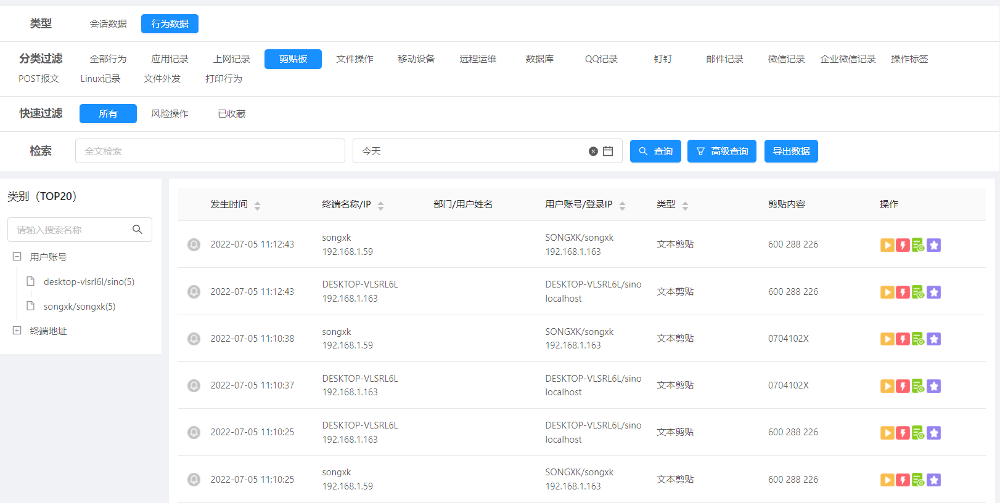 类型 会话数据 行为数据
分类过滤 全部行为 应用记录 上网记录 剪贴板 文件操作 移动设备 远程运维 数据库 QQ记录 钉钉 邮件记录 微信记录 企业微信记录 操作标签
POST报文 Linux记录 文件外发 打印行为
快速过滤 所有 风险操作 已收藏
检索 全文检索 今天 查询 高级查询 导出数据
类别（TOP20）
请输入搜索名称
用户账号
desktop-vlsrl6l/sino(5)
songxk/songxk(5)
终端地址
发生时间 终端名称/IP 部门/用户姓名 用户账号/登录IP 类型 剪贴内容 操作
2022-07-05 11:12:43 songxk SONGXK/songxk 文本剪贴 600 288 226
192.168.1.59 192.168.1.163
2022-07-05 11:12:43 DESKTOP-VLSRL6L DESKTOP-VLSRL6L/sino 文本剪贴 600 288 226
192.168.1.163 localhost
2022-07-05 11:10:38 songxk SONGXK/songxk 文本剪贴 0704102X
192.168.1.59 192.168.1.163
2022-07-05 11:10:37 DESKTOP-VLSRL6L DESKTOP-VLSRL6L/sino 文本剪贴 0704102X
192.168.1.163 localhost
2022-07-05 11:10:25 DESKTOP-VLSRL6L DESKTOP-VLSRL6L/sino 文本剪贴 600 288 226
192.168.1.163 localhost
2022-07-05 11:10:25 songxk SONGXK/songxk 文本剪贴 600 288 226
192.168.1.59 192.168.1.163